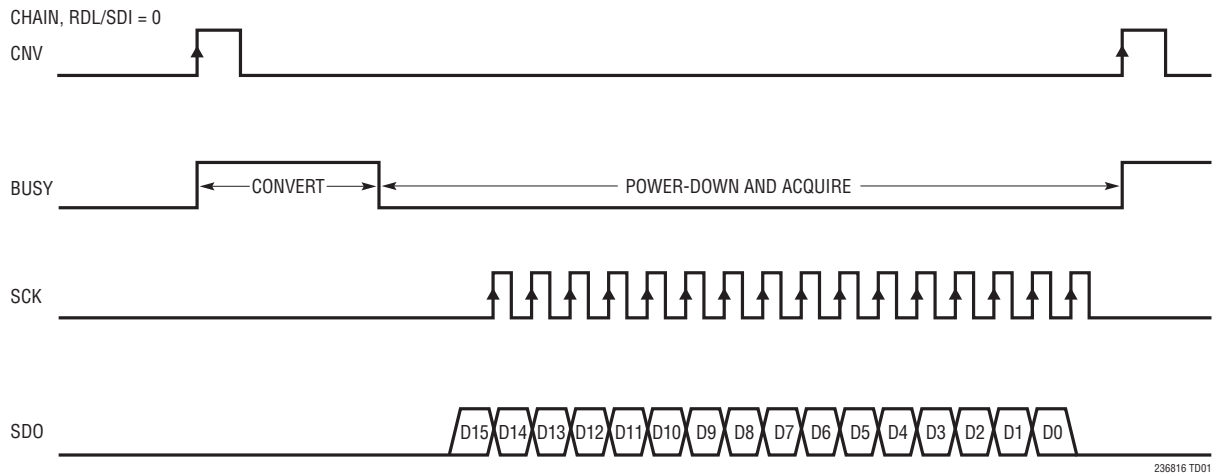 CHAIN, RDL/SDI = 0
CNV
BUSY
CONVERT
POWER-DOWN AND ACQUIRE
SCK
SDO
D15 D14 D13 D12 D11 D10 D9 D8 D7 D6 D5 D4 D3 D2 D1 D0
236816 TD01